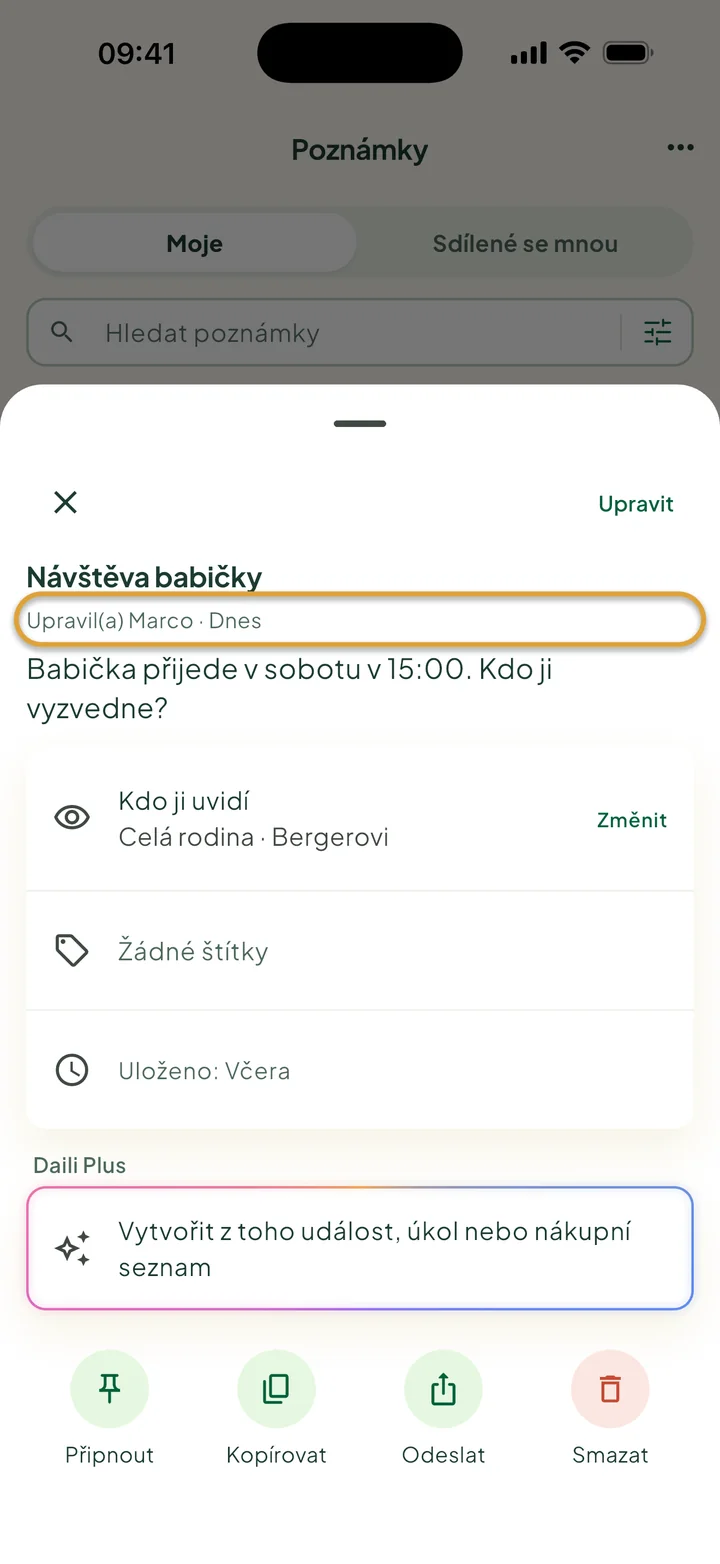 09:41
Poznámky
Moje
Sdílené se mnou
Hledat poznámky
Upravit
Návštěva babičky
Upravil(a) Marco · Dnes
Babička přijede v sobotu v 15:00. Kdo ji
vyzvedne?
Kdo ji uvidí
Celá rodina · Bergerovi
Změnit
Žádné štítky
Uloženo: Včera
Daili Plus
Vytvořit z toho událost, úkol nebo nákupní
seznam
Připnout
Kopírovat
Odeslat
Smazat